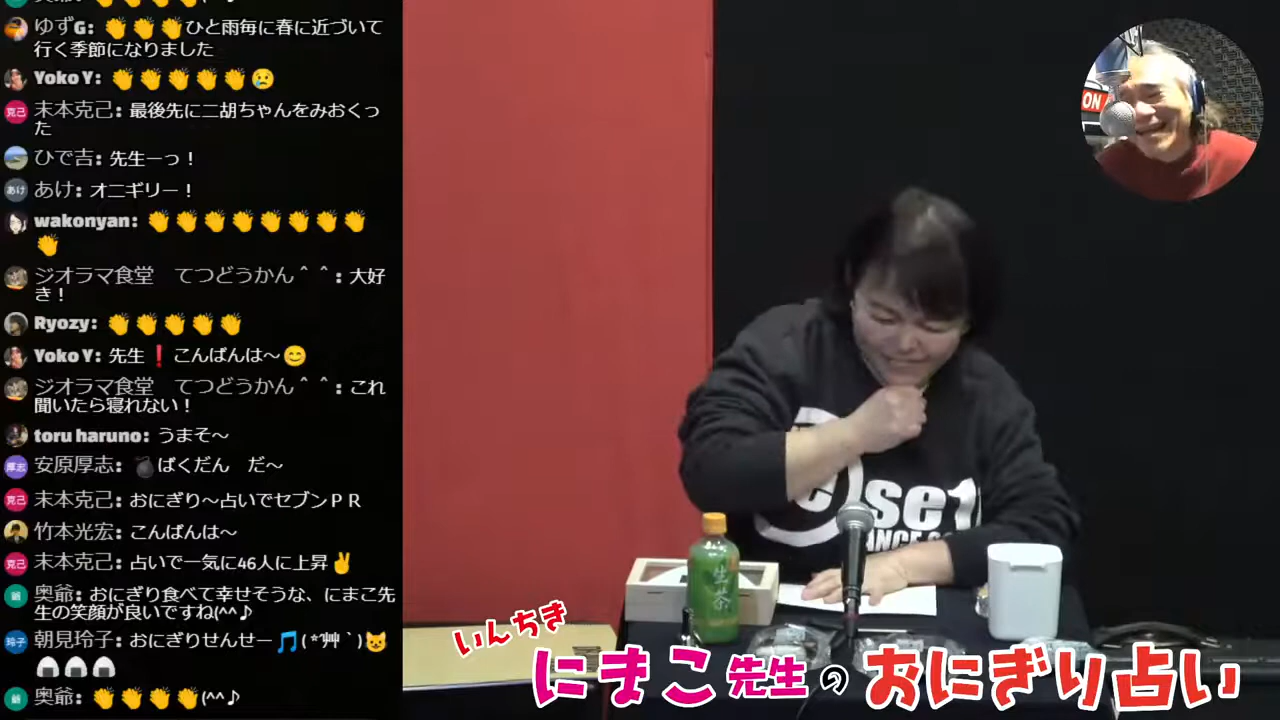 ゆずG: 👏👏👏ひと雨毎に春に近づいて
行く季節になりました
Yoko Y: 👏👏👏👏👏😢
末本克己: 最後先に二胡ちゃんをみおくっ
た
ひで吉: 先生ーっ！
あけ: オニギリー！
wakonyan: 👏👏👏👏👏👏👏👏
👏
ジオラマ食堂　てつどうかん＾＾: 大好
き！
Ryozy: 👏👏👏👏👏
Yoko Y: 先生❗こんばんは〜😊
ジオラマ食堂　てつどうかん＾＾: これ
聞いたら寝れない！
toru haruno: うまそ〜
安原厚志: 💣ばくだん　だ〜
末本克己: おにぎり〜占いでセブンＰＲ
竹本光宏: こんばんは〜
末本克己: 占いで一気に46人に上昇✌
奥爺: おにぎり食べて幸せそうな、にまこ先
生の笑顔が良いですね(^^♪
朝見玲子: おにぎりせんせー🎵(*´艸｀)😺
🍙🍙🍙
奥爺: 👏👏👏👏(^^♪
ON
生茶
いんちき
にまこ先生のおにぎり占い